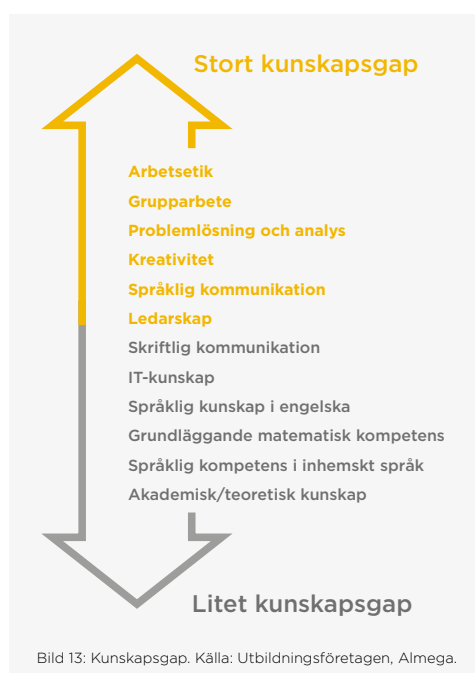 Stort kunskapsgap
Arbetsetik
Grupparbete
Problemlösning och analys
Kreativitet
Språklig kommunikation
Ledarskap
Skriftlig kommunikation
IT-kunskap
Språklig kunskap i engelska
Grundläggande matematisk kompetens
Språklig kompetens i inhemskt språk
Akademisk/teoretisk kunskap
Litet kunskapsgap
Bild 13: Kunskapsgap. Källa: Utbildningsföretagen, Almega.